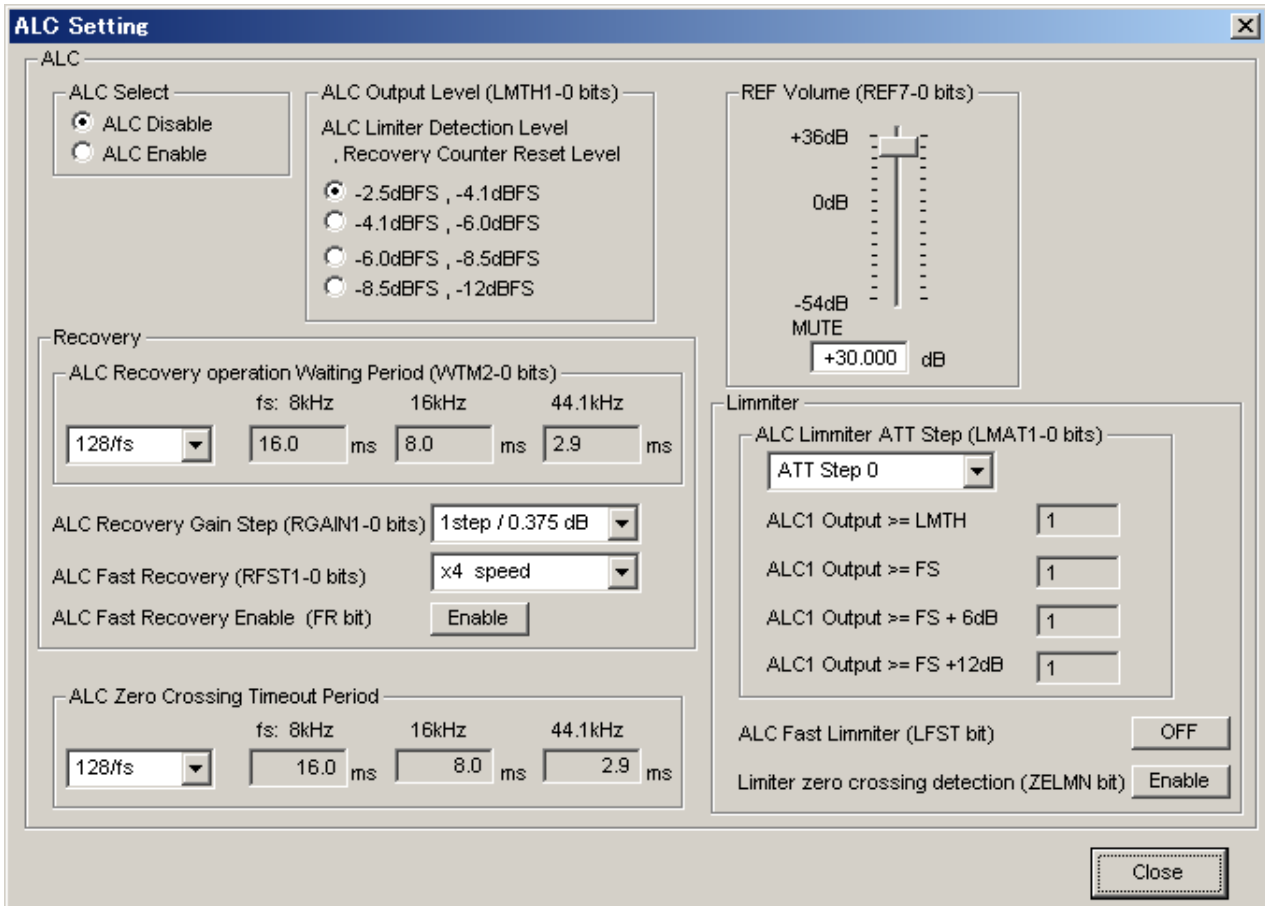 ALC Setting
ALC
ALC Select
ALC Disable
ALC Enable
ALC Output Level (LMTH1-0 bits)
ALC Limiter Detection Level
, Recovery Counter Reset Level
-2.5dBFS , -4.1dBFS
-4.1dBFS , -6.0dBFS
-6.0dBFS , -8.5dBFS
-8.5dBFS , -12dBFS
REF Volume (REF7-0 bits)
+36dB
0dB
-54dB
MUTE
+30.000 dB
Recovery
ALC Recovery operation Waiting Period (WTM2-0 bits)
fs: 8kHz 16kHz 44.1kHz
128/fs 16.0 ms 8.0 ms 2.9 ms
ALC Recovery Gain Step (RGAIN1-0 bits) 1step / 0.375 dB
ALC Fast Recovery (RFST1-0 bits) x4 speed
ALC Fast Recovery Enable (FR bit) Enable
ALC Zero Crossing Timeout Period
fs: 8kHz 16kHz 44.1kHz
128/fs 16.0 ms 8.0 ms 2.9 ms
Limmiter
ALC Limmiter ATT Step (LMAT1-0 bits)
ATT Step 0
ALC1 Output >= LMTH 1
ALC1 Output >= FS 1
ALC1 Output >= FS + 6dB 1
ALC1 Output >= FS +12dB 1
ALC Fast Limmiter (LFST bit) OFF
Limiter zero crossing detection (ZELMN bit) Enable
Close